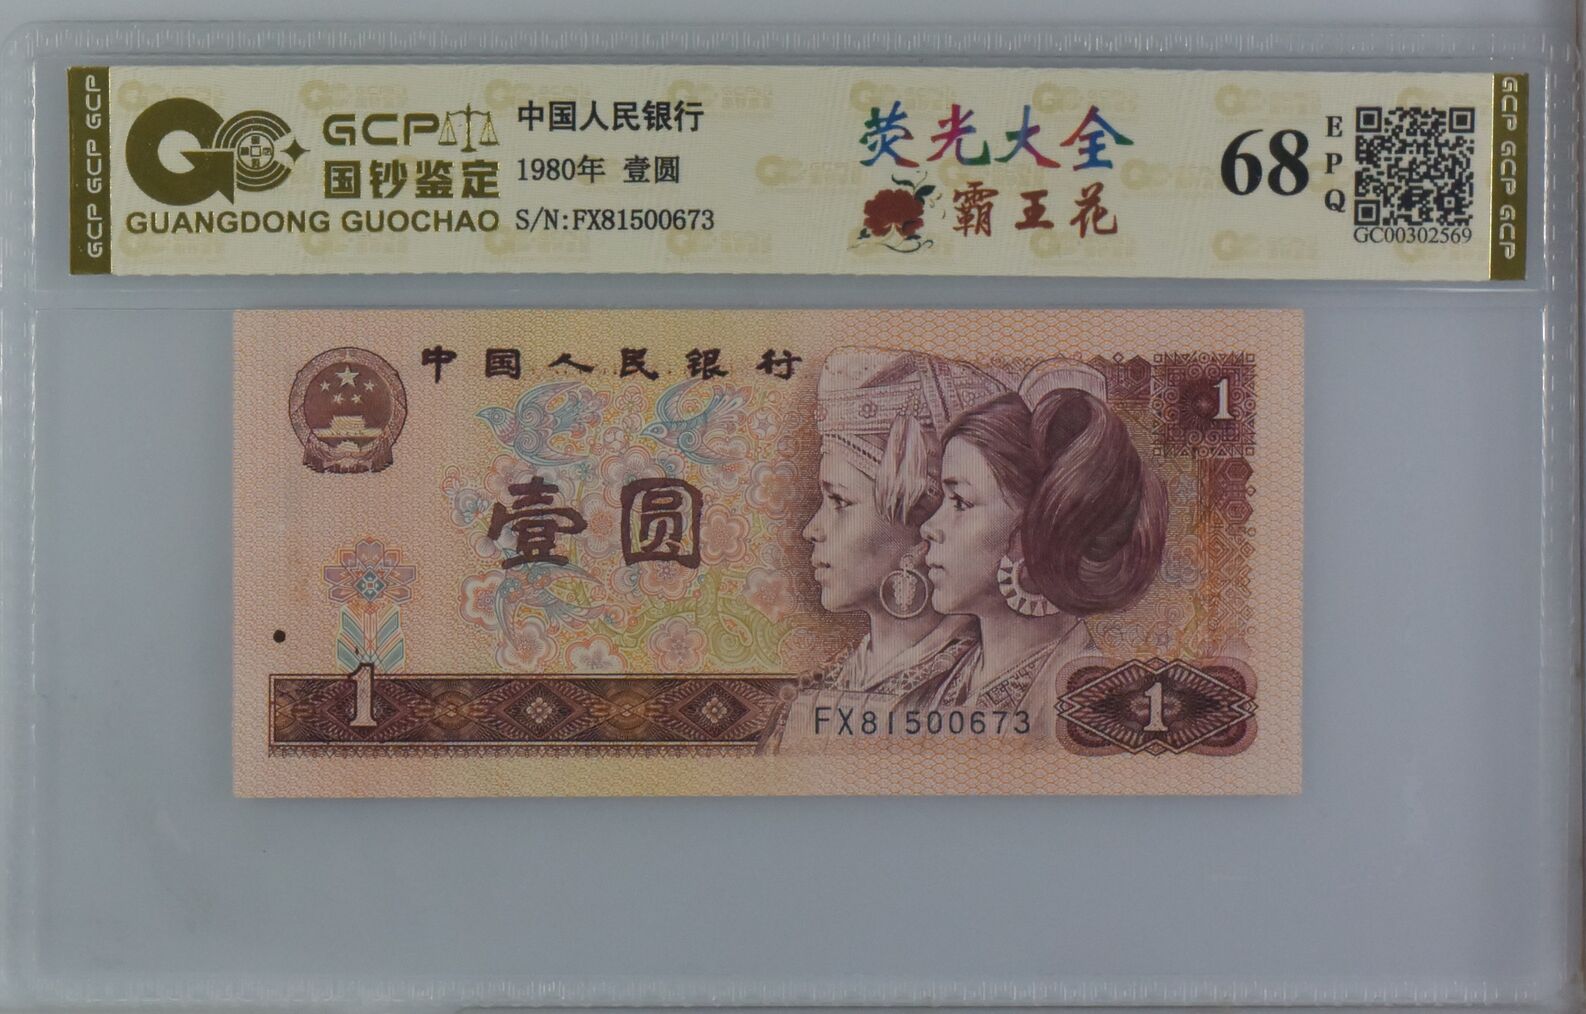 GCP GCP GCP
GCP
国钞鉴定
GUANGDONG GUOCHAO
中国人民银行
1980年 壹圆
S/N:FX81500673
荧光大全
霸王花
68
EPQ
GC00302569
GCP GCP GCP
中国人民银行
1
壹圆
1
FX81500673
1